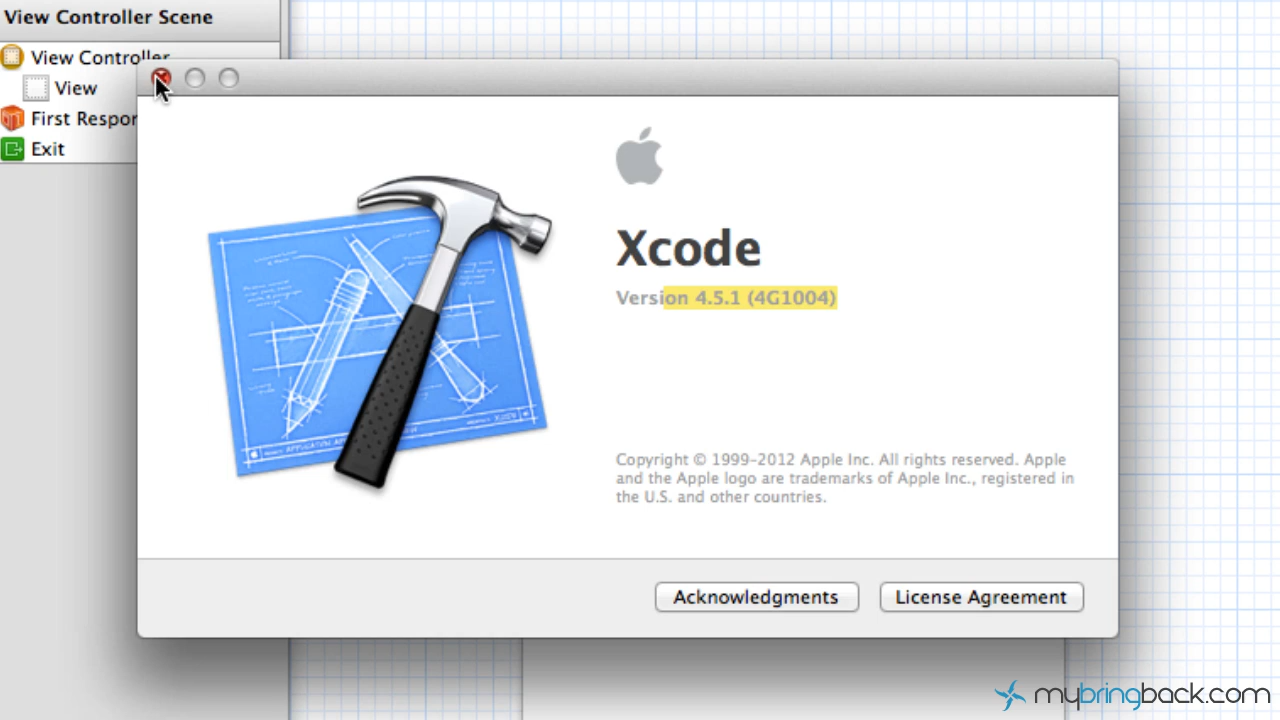 View Controller Scene
View Controller
View
First Respon
Exit
Xcode
Version 4.5.1 (4G1004)
Copyright © 1999–2012 Apple Inc. All rights reserved. Apple
and the Apple logo are trademarks of Apple Inc., registered in
the U.S. and other countries.
Acknowledgments
License Agreement
mybringback.com